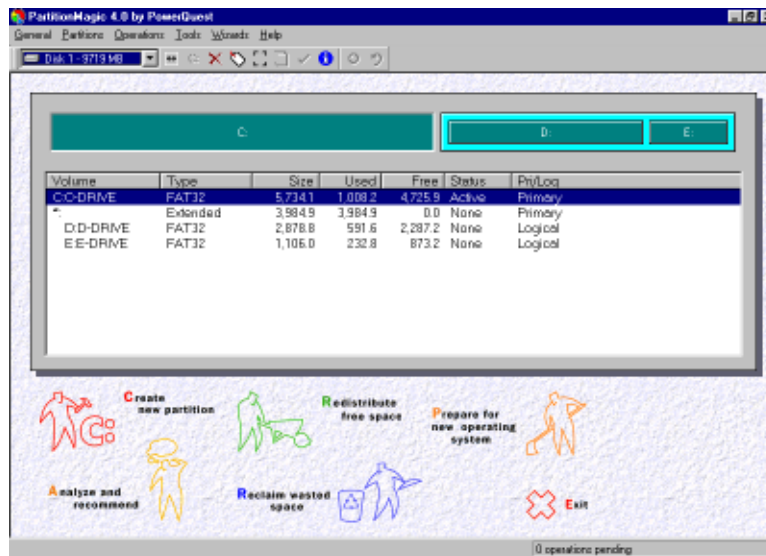 PartitionMagic 4.0 by PowerQuest
General Partitions Operations Tools Wizards Help
Disk 1 - 9719 MB
C: D: E:
Volume Type Size Used Free Status Pri/Log
C:C-DRIVE FAT32 5,734.1 1,008.2 4,725.9 Active Primary
*: Extended 3,984.9 3,984.9 0.0 None Primary
D:D-DRIVE FAT32 2,878.8 591.6 2,287.2 None Logical
E:E-DRIVE FAT32 1,106.0 232.8 873.2 None Logical
Create
new partition
C:
Redistribute
free space
Prepare for
new operating
system
Analyze and
recommend
Reclaim wasted
space
Exit
0 operations pending